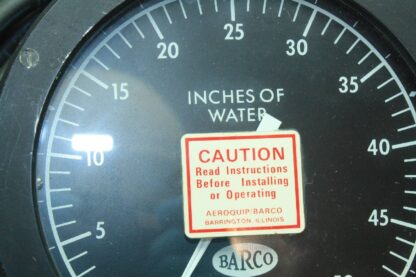 25
20
30
15
35
INCHES OF
WATER
10
40
CAUTION
Read Instructions
Before Installing
or Operating
AEROQUIP/BARCO
BARRINGTON, ILLINOIS
5
45
BARCO